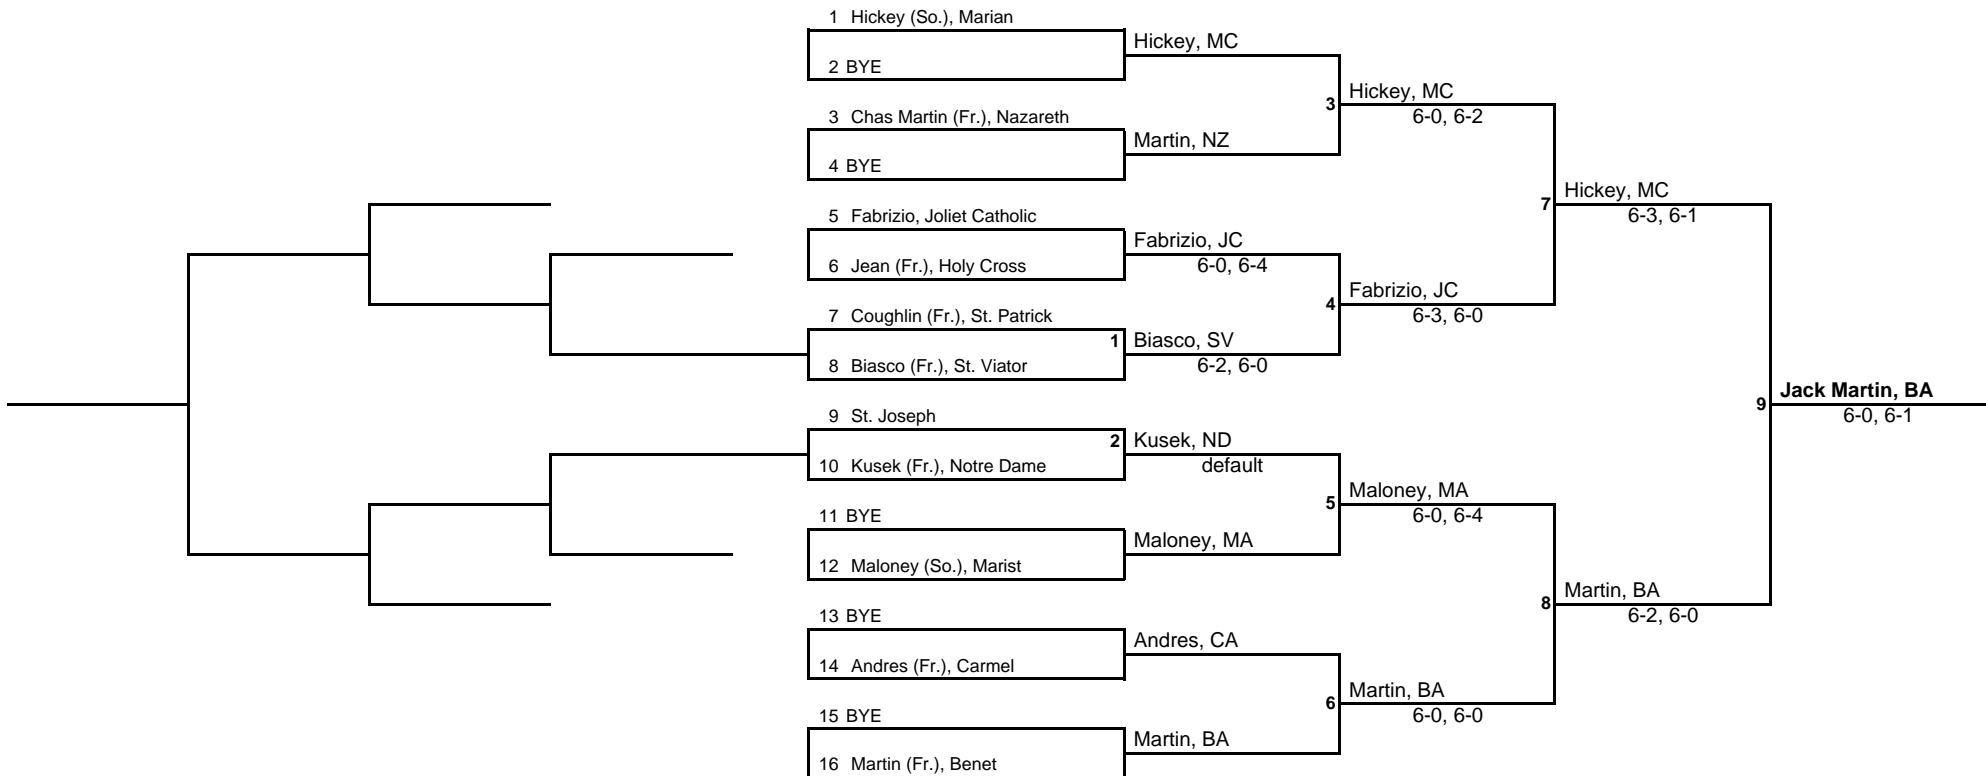 1 Hickey (So.), Marian
Hickey, MC
2 BYE
Hickey, MC
3
6-0, 6-2
3 Chas Martin (Fr.), Nazareth
Martin, NZ
4 BYE
Hickey, MC
7
6-3, 6-1
5 Fabrizio, Joliet Catholic
Fabrizio, JC
6-0, 6-4
6 Jean (Fr.), Holy Cross
Fabrizio, JC
4
6-3, 6-0
7 Coughlin (Fr.), St. Patrick
1
Biasco, SV
6-2, 6-0
8 Biasco (Fr.), St. Viator
Jack Martin, BA
9
6-0, 6-1
9 St. Joseph
2
Kusek, ND
default
10 Kusek (Fr.), Notre Dame
Maloney, MA
5
6-0, 6-4
11 BYE
Maloney, MA
12 Maloney (So.), Marist
Martin, BA
8
6-2, 6-0
13 BYE
Andres, CA
14 Andres (Fr.), Carmel
Martin, BA
6
6-0, 6-0
15 BYE
Martin, BA
16 Martin (Fr.), Benet